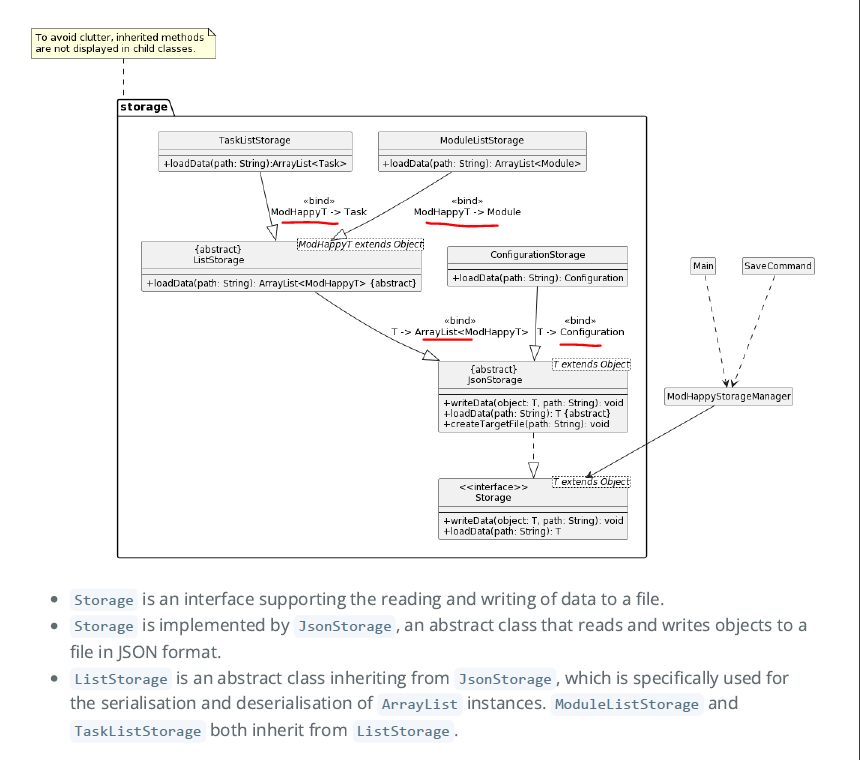 To avoid clutter, inherited methods
are not displayed in child classes.
storage
TaskListStorage
+loadData(path: String):ArrayList<Task>
ModuleListStorage
+loadData(path: String): ArrayList<Module>
«bind»
ModHappyT -> Task
«bind»
ModHappyT -> Module
ModHappyT extends Object
{abstract}
ListStorage
+loadData(path: String): ArrayList<ModHappyT> {abstract}
ConfigurationStorage
+loadData(path: String): Configuration
Main
SaveCommand
«bind»
T -> ArrayList<ModHappyT>
«bind»
T -> Configuration
T extends Object
{abstract}
JsonStorage
+writeData(object: T, path: String): void
+loadData(path: String): T {abstract}
+createTargetFile(path: String): void
ModHappyStorageManager
T extends Object
<<interface>>
Storage
+writeData(object: T, path: String): void
+loadData(path: String): T
Storage is an interface supporting the reading and writing of data to a file.
Storage is implemented by JsonStorage, an abstract class that reads and writes objects to a
file in JSON format.
ListStorage is an abstract class inheriting from JsonStorage, which is specifically used for
the serialisation and deserialisation of ArrayList instances. ModuleListStorage and
TaskListStorage both inherit from ListStorage.